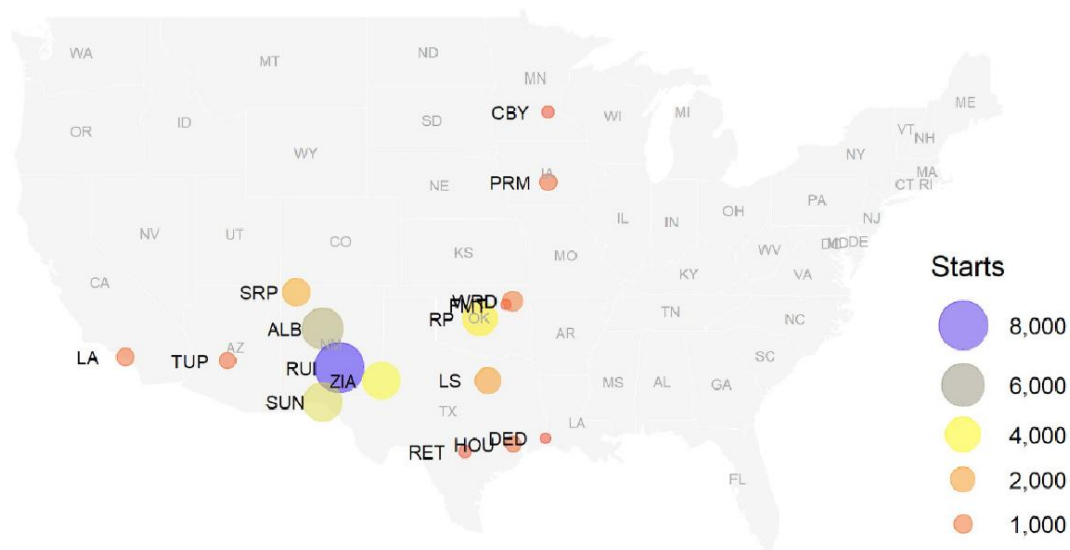 WA
MT
ND
MN
ME
OR
ID
SD
CBY
WI
MI
VT
NH
WY
NY
MA
NE
PRM
IA
CT RI
PA
NV
UT
CO
IL
IN
OH
NJ
KS
MO
WV
MD
DE
CA
KY
VA
Starts
SRP
WRD
RP
OK
TN
NC
8,000
ALB
NM
AR
LA
TUP
AZ
RUI
ZIA
LS
MS
AL
GA
SC
6,000
SUN
TX
LA
4,000
RET
HOU
DED
FL
2,000
1,000